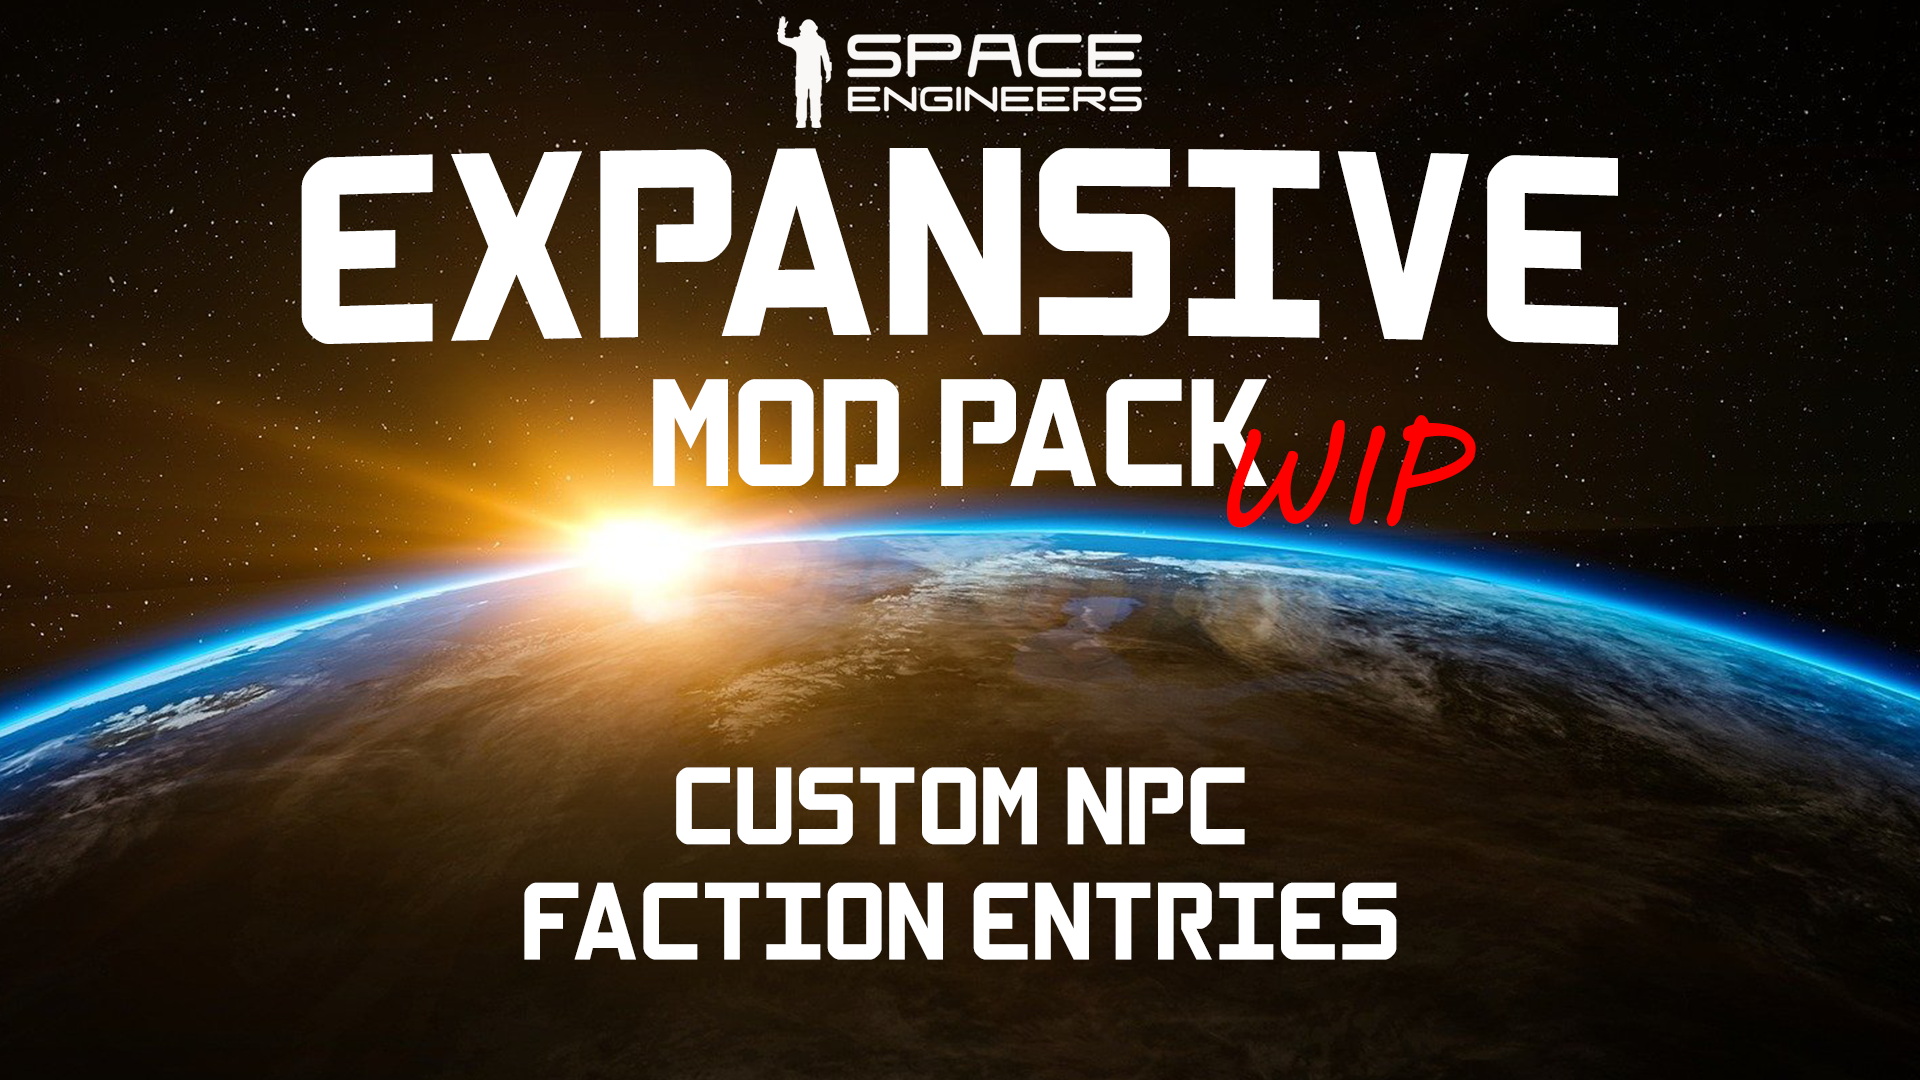 SPACE
ENGINEERS
EXPANSIVE
MOD PACK
WIP
CUSTOM NPC
FACTION ENTRIES